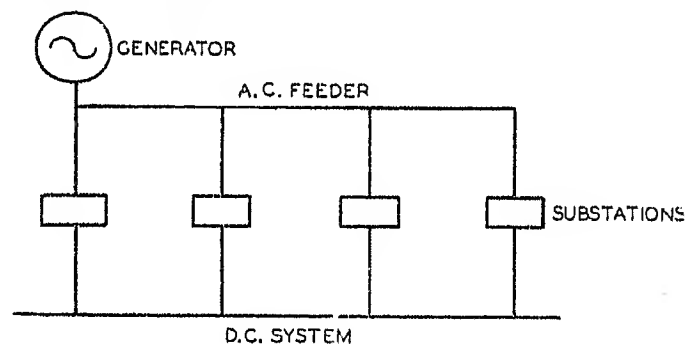 GENERATOR
A.C. FEEDER
SUBSTATIONS
D.C. SYSTEM